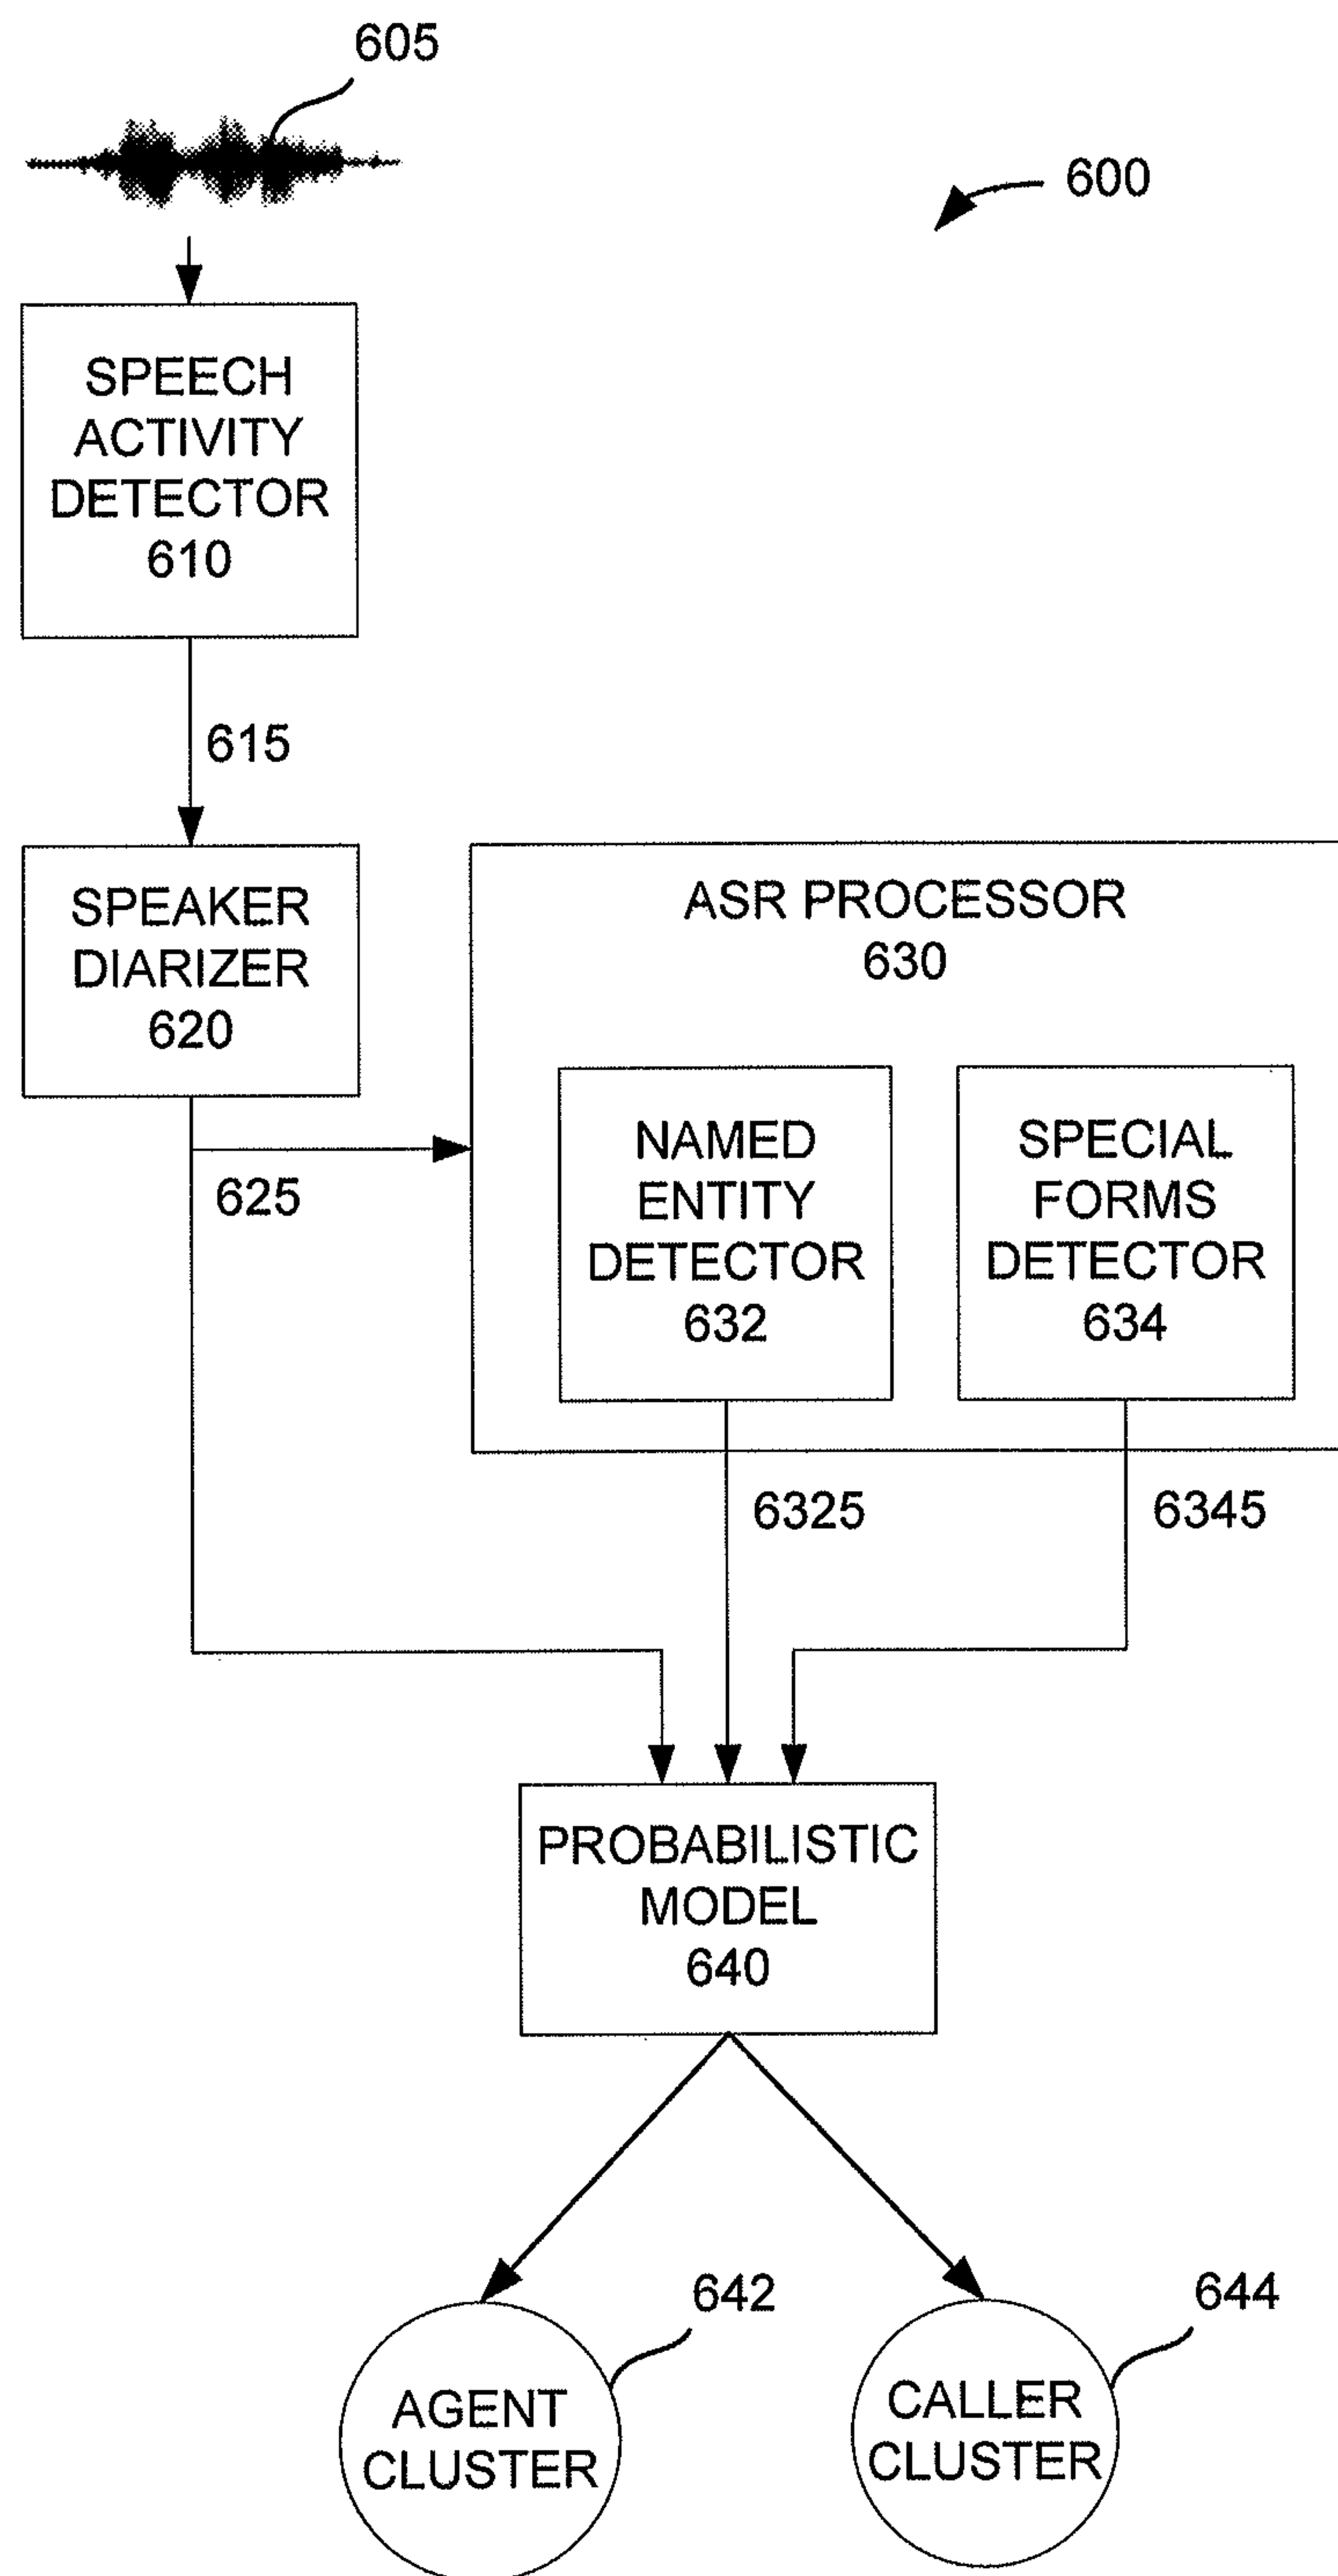 605
600
SPEECH
ACTIVITY
DETECTOR
610
615
SPEAKER
DIARIZER
620
625
ASR PROCESSOR
630
NAMED
ENTITY
DETECTOR
632
SPECIAL
FORMS
DETECTOR
634
6325
6345
PROBABILISTIC
MODEL
640
642
644
AGENT
CLUSTER
CALLER
CLUSTER